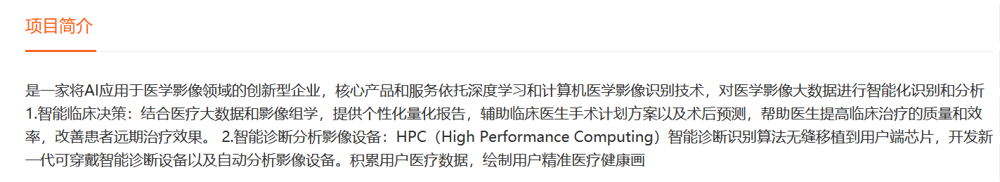 项目简介
是一家将AI应用于医学影像领域的创新型企业，核心产品和服务依托深度学习和计算机医学影像识别技术，对医学影像大数据进行智能化识别和分析
1.智能临床决策：结合医疗大数据和影像组学，提供个性化量化报告，辅助临床医生手术计划方案以及术后预测，帮助医生提高临床治疗的质量和效
率，改善患者远期治疗效果。 2.智能诊断分析影像设备：HPC（High Performance Computing）智能诊断识别算法无缝移植到用户端芯片，开发新
一代可穿戴智能诊断设备以及自动分析影像设备。积累用户医疗数据，绘制用户精准医疗健康画